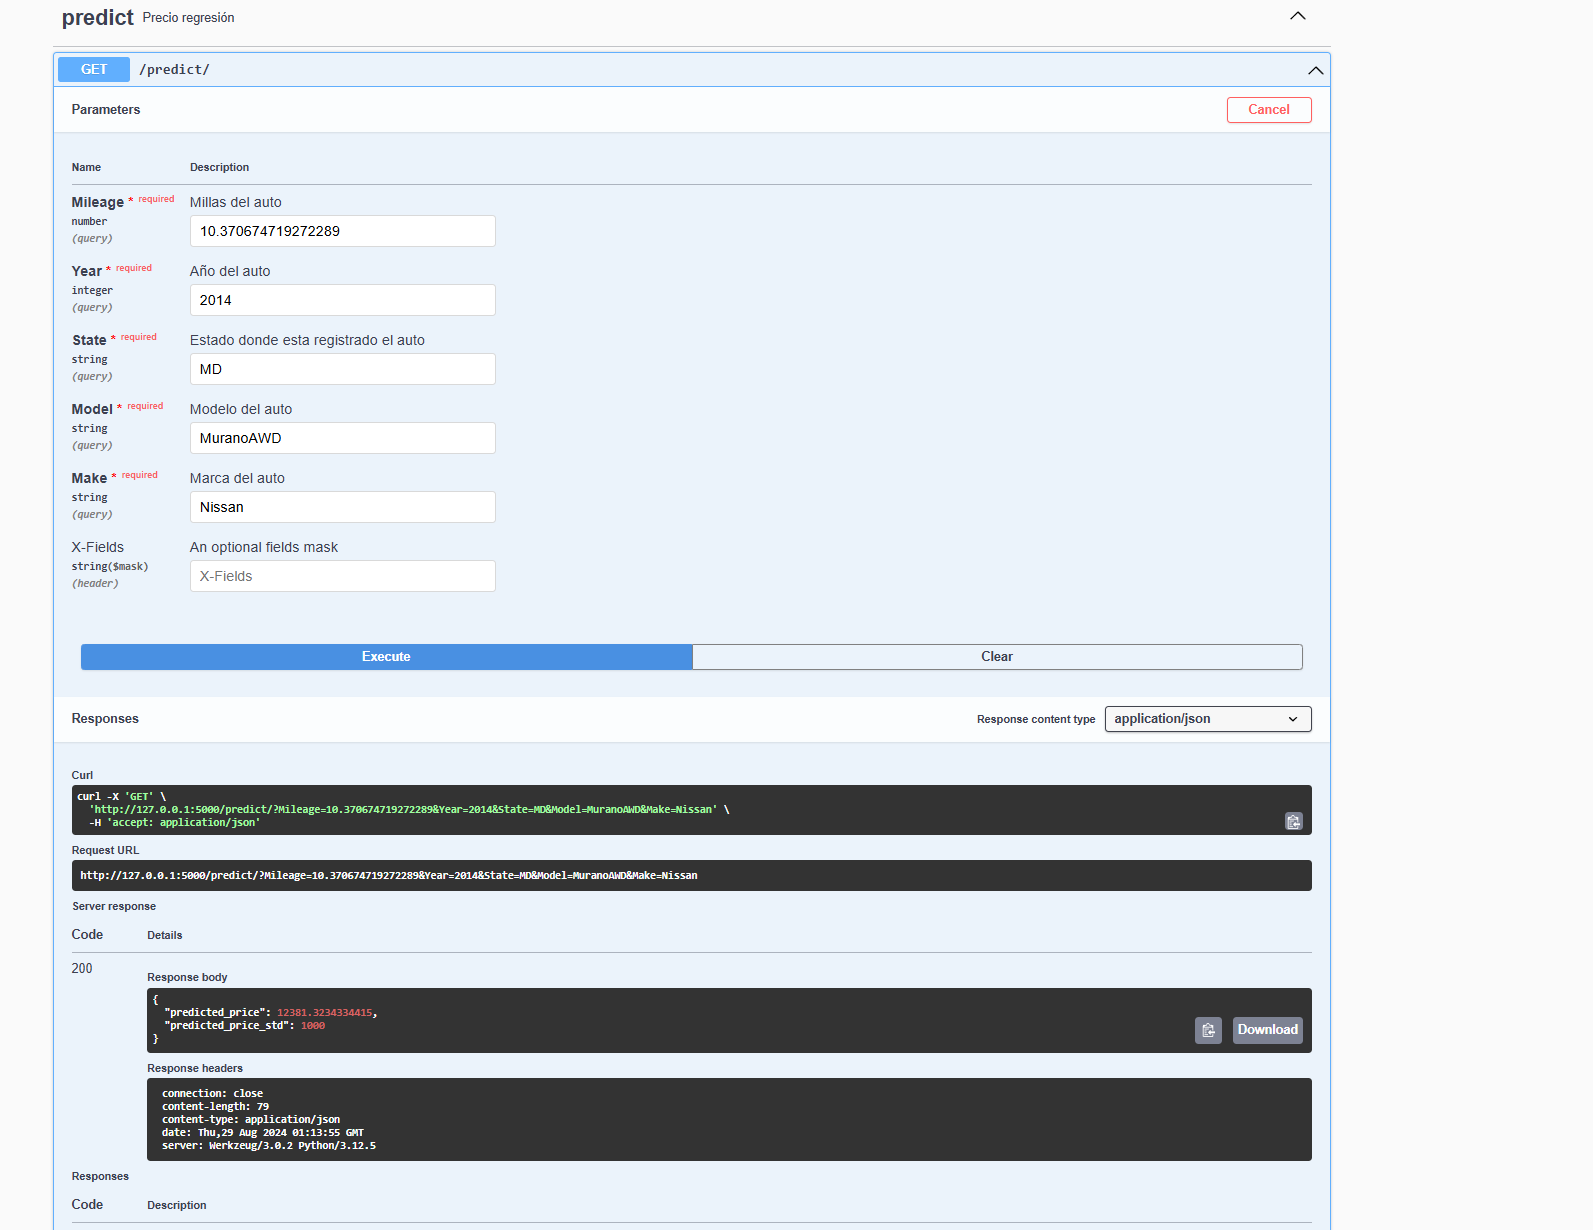 predict Precio regresión
GET /predict/
Parameters
Cancel
Name Description
Mileage * required Millas del auto
number
(query)
10.370674719272289
Year * required Año del auto
integer
(query)
2014
State * required Estado donde esta registrado el auto
string
(query)
MD
Model * required Modelo del auto
string
(query)
MuranoAWD
Make * required Marca del auto
string
(query)
Nissan
X-Fields An optional fields mask
string($mask)
(header)
X-Fields
Execute Clear
Responses Response content type application/json
Curl
curl -X 'GET' \
'http://127.0.0.1:5000/predict/?Mileage=10.370674719272289&Year=2014&State=MD&Model=MuranoAWD&Make=Nissan' \
-H 'accept: application/json'
Request URL
http://127.0.0.1:5000/predict/?Mileage=10.370674719272289&Year=2014&State=MD&Model=MuranoAWD&Make=Nissan
Server response
Code Details
200
Response body
{
"predicted_price": 12381.3234334415,
"predicted_price_std": 1000
}
Download
Response headers
connection: close
content-length: 79
content-type: application/json
date: Thu,29 Aug 2024 01:13:55 GMT
server: Werkzeug/3.0.2 Python/3.12.5
Responses
Code Description